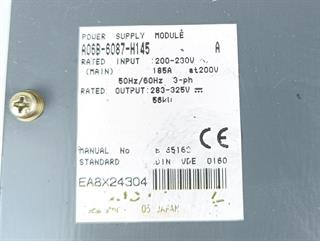 POWER SUPPLY MODULE
A06B-6087-H145 A
RATED INPUT :200-230V
(MAIN) 185A at200V
50Hz/60Hz 3-ph
RATED OUTPUT:283-325V
MANUAL No
STANDARD DIN VDE 0160
CE
EA8X24304
JAPAN